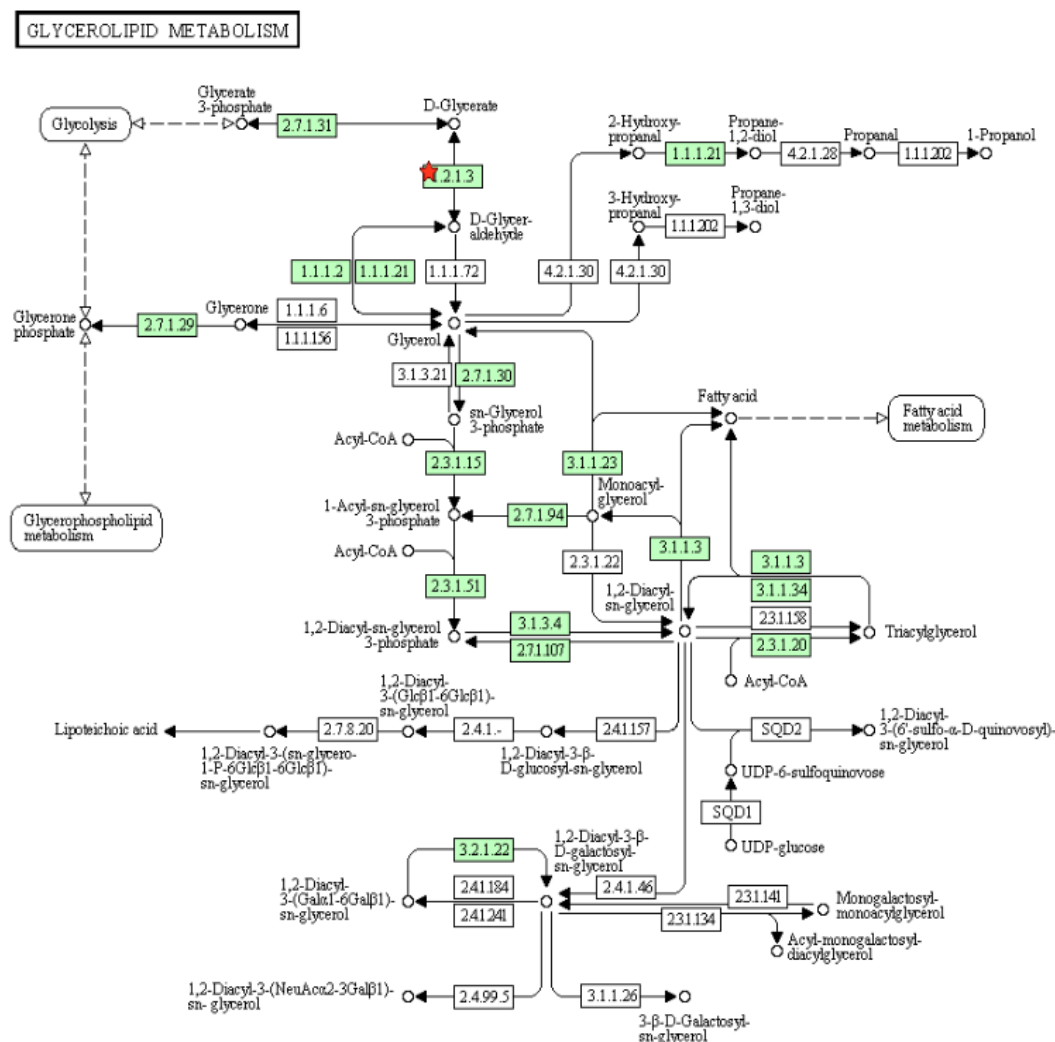 GLYCEROLIPID METABOLISM
Glycerate
3-phosphate
D-Glycerate
Glycolysis
2.7.1.31
2-Hydroxy-
propanal
Propane-
1,2-diol
Propanal
1-Propanol
1.1.1.21
4.2.1.28
1.1.1.202
.2.1.3
3-Hydroxy-
propanal
Propane-
1,3-diol
D-Glycer-
aldehyde
1.1.1.202
1.1.1.2
1.1.1.21
1.1.1.72
4.2.1.30
4.2.1.30
Glycerone
phosphate
2.7.1.29
Glycerone
1.1.1.6
1.1.1.156
Glycerol
3.1.3.21
2.7.1.30
sn-Glycerol
3-phosphate
Fatty acid
Fatty acid
metabolism
Acyl-CoA
2.3.1.15
3.1.1.23
Monoacyl-
glycerol
1-Acyl-sn-glycerol
3-phosphate
2.7.1.94
Glycerophospholipid
metabolism
Acyl-CoA
2.3.1.22
3.1.1.3
3.1.1.3
2.3.1.51
1,2-Diacyl-
sn-glycerol
3.1.1.34
2.3.1.158
1,2-Diacyl-sn-glycerol
3-phosphate
3.1.3.4
2.7.1.107
2.3.1.20
Triacylglycerol
Acyl-CoA
1,2-Diacyl-
3-(Glcβ1-6Glcβ1)-
sn-glycerol
Lipoteichoic acid
2.7.8.20
2.4.1.-
2.4.1.157
SQD2
1,2-Diacyl-
3-(6'-sulfo-α-D-quinovosyl)-
sn-glycerol
1,2-Diacyl-3-(sn-glycero-
1-P-6Glcβ1-6Glcβ1)-
sn-glycerol
1,2-Diacyl-3-β-
D-glucosyl-sn-glycerol
UDP-6-sulfoquinovose
SQD1
UDP-glucose
3.2.1.22
1,2-Diacyl-3-β-
D-galactosyl-
sn-glycerol
1,2-Diacyl-
3-(Galα1-6Galβ1)-
sn-glycerol
2.4.1.184
2.4.1.241
2.4.1.46
2.3.1.141
2.3.1.134
Monogalactosyl-
monoacylglycerol
Acyl-monogalactosyl-
diacylglycerol
1,2-Diacyl-3-(NeuAcα2-3Galβ1)-
sn- glycerol
2.4.99.5
3.1.1.26
3-β-D-Galactosyl-
sn-glycerol